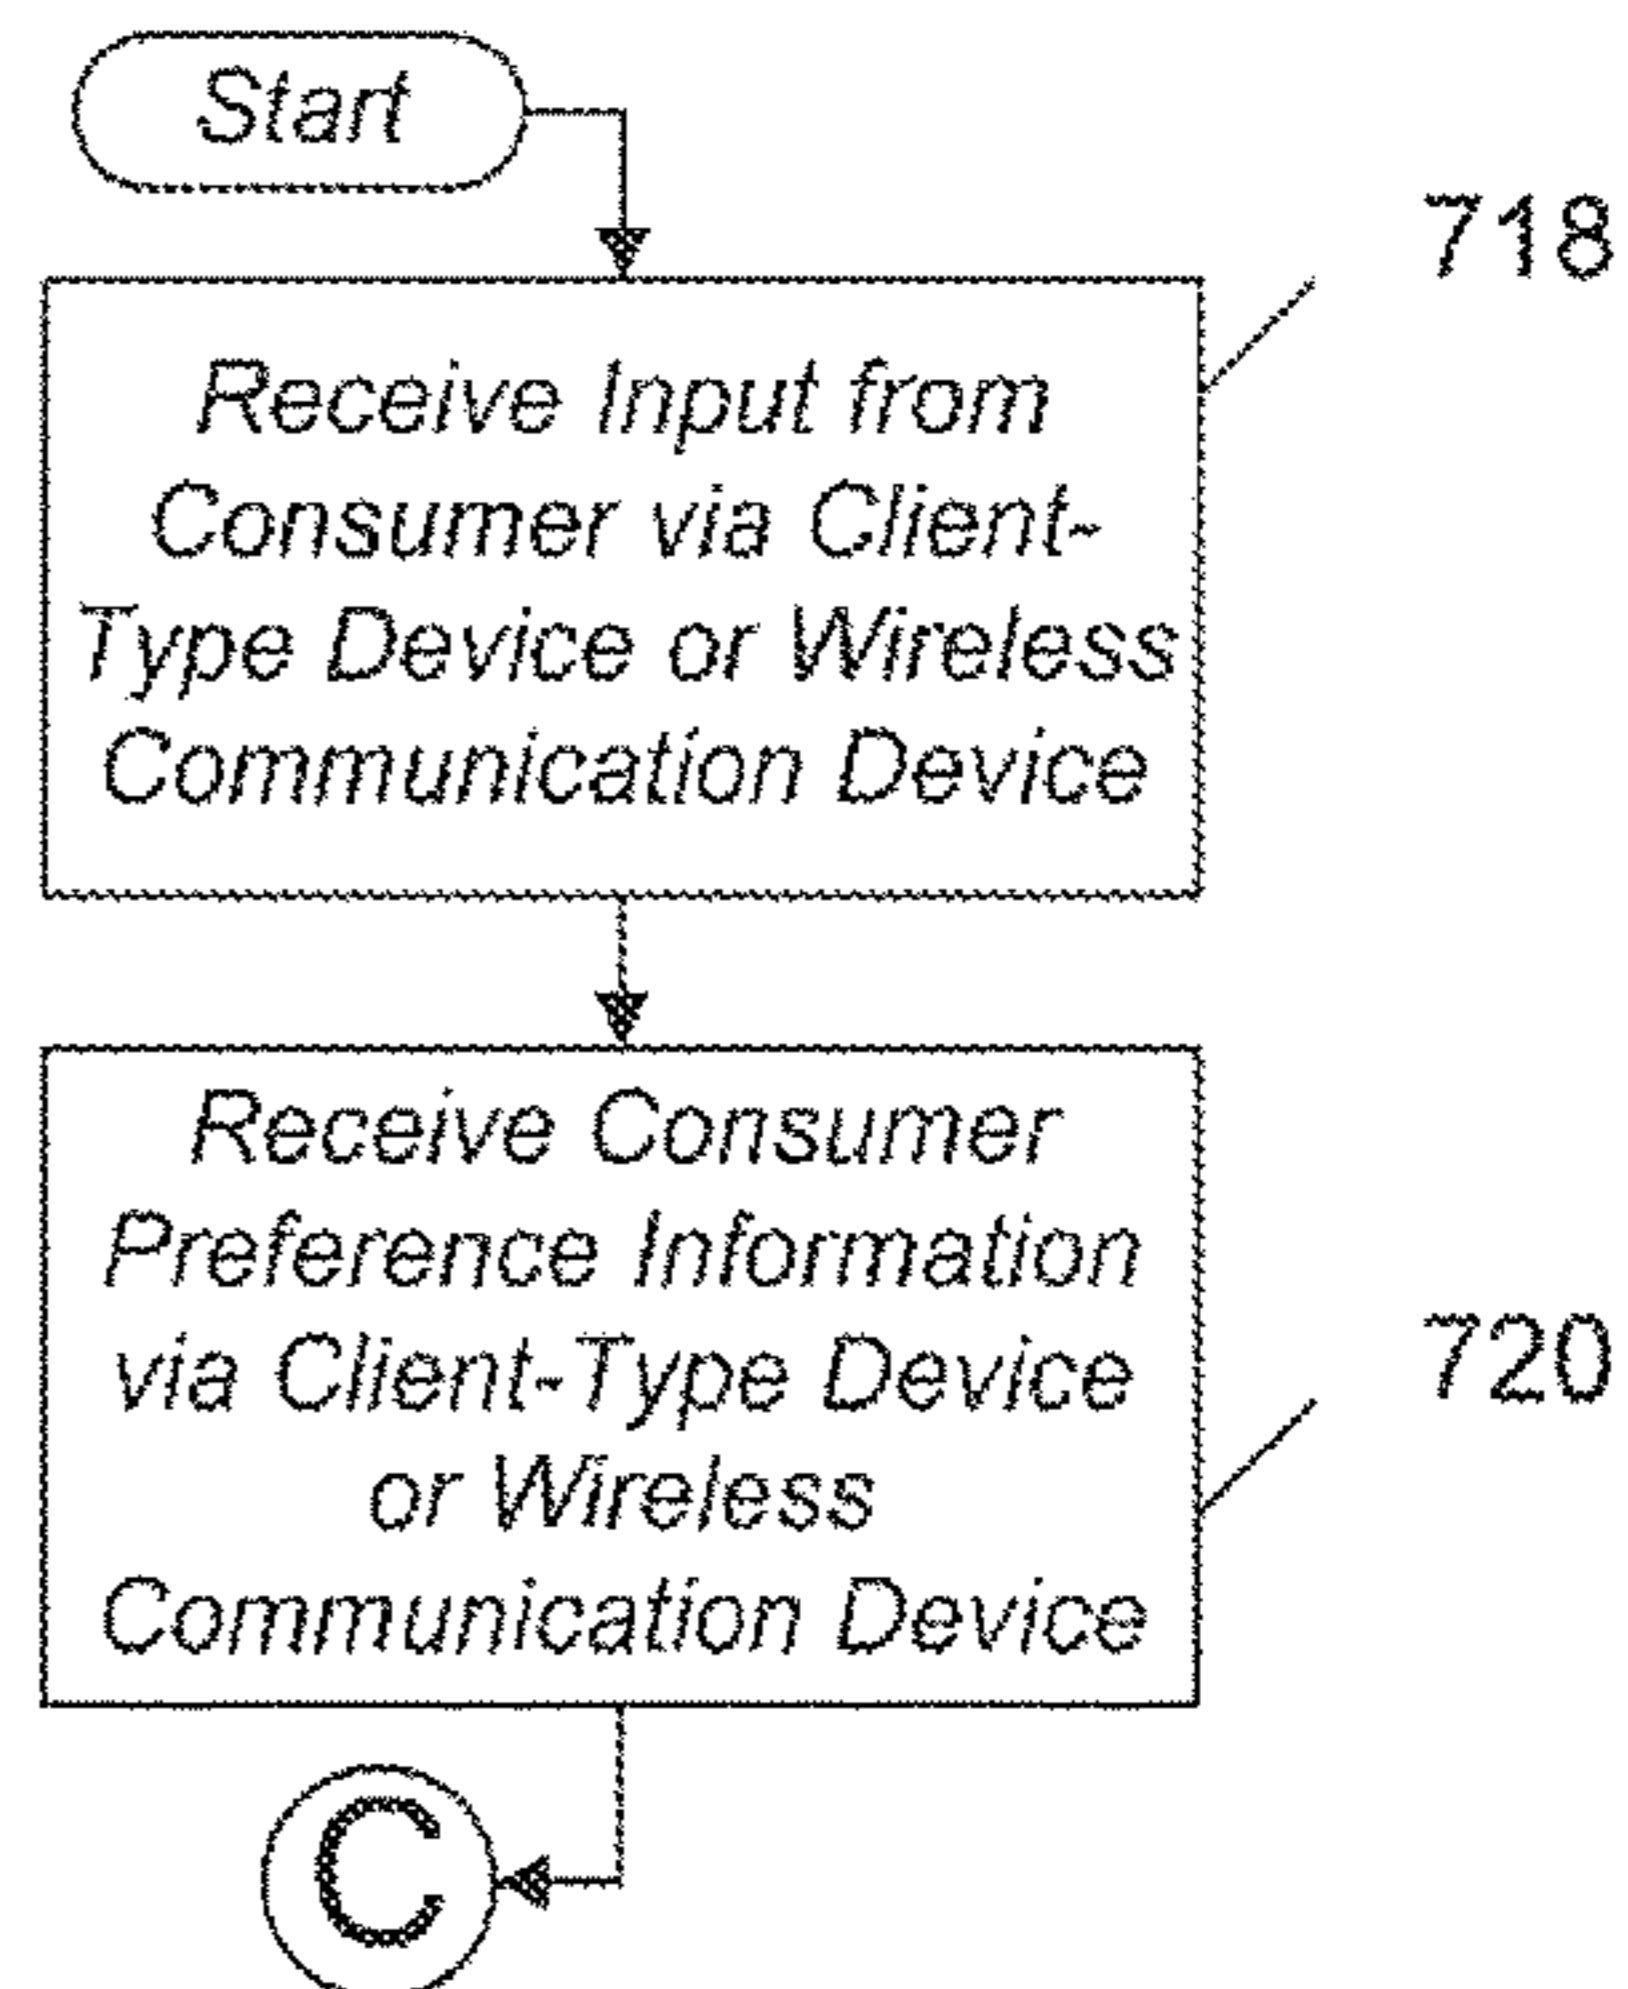 Start
718
Receive Input from
Consumer via Client-
Type Device or Wireless
Communication Device
Receive Consumer
Preference Information
via Client-Type Device
or Wireless
Communication Device
720
C